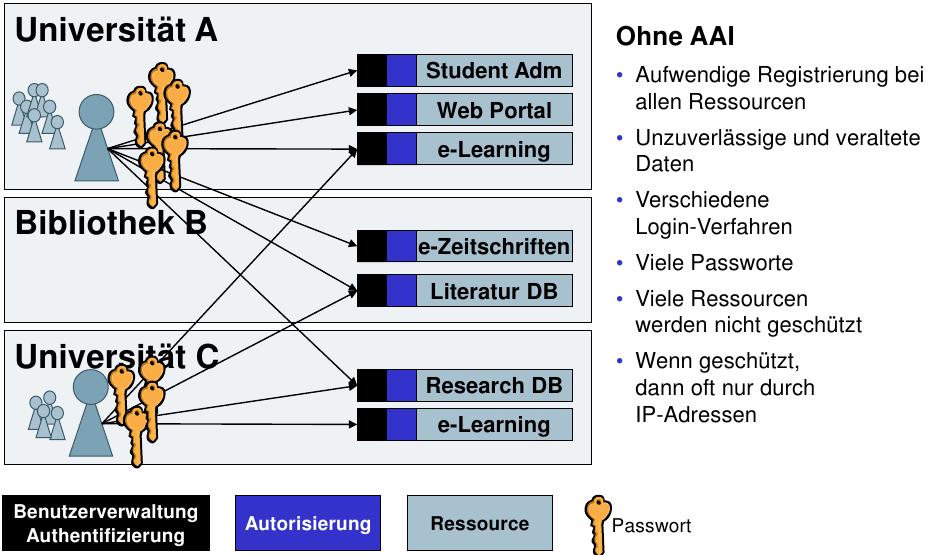 Universität A
Student Adm
Web Portal
e-Learning
Bibliothek B
e-Zeitschriften
Literatur DB
Universität C
Research DB
e-Learning
Ohne AAI
• Aufwendige Registrierung bei
allen Ressourcen
• Unzuverlässige und veraltete
Daten
• Verschiedene
Login-Verfahren
• Viele Passworte
• Viele Ressourcen
werden nicht geschützt
• Wenn geschützt,
dann oft nur durch
IP-Adressen
Benutzerverwaltung
Authentifizierung
Autorisierung
Ressource
Passwort